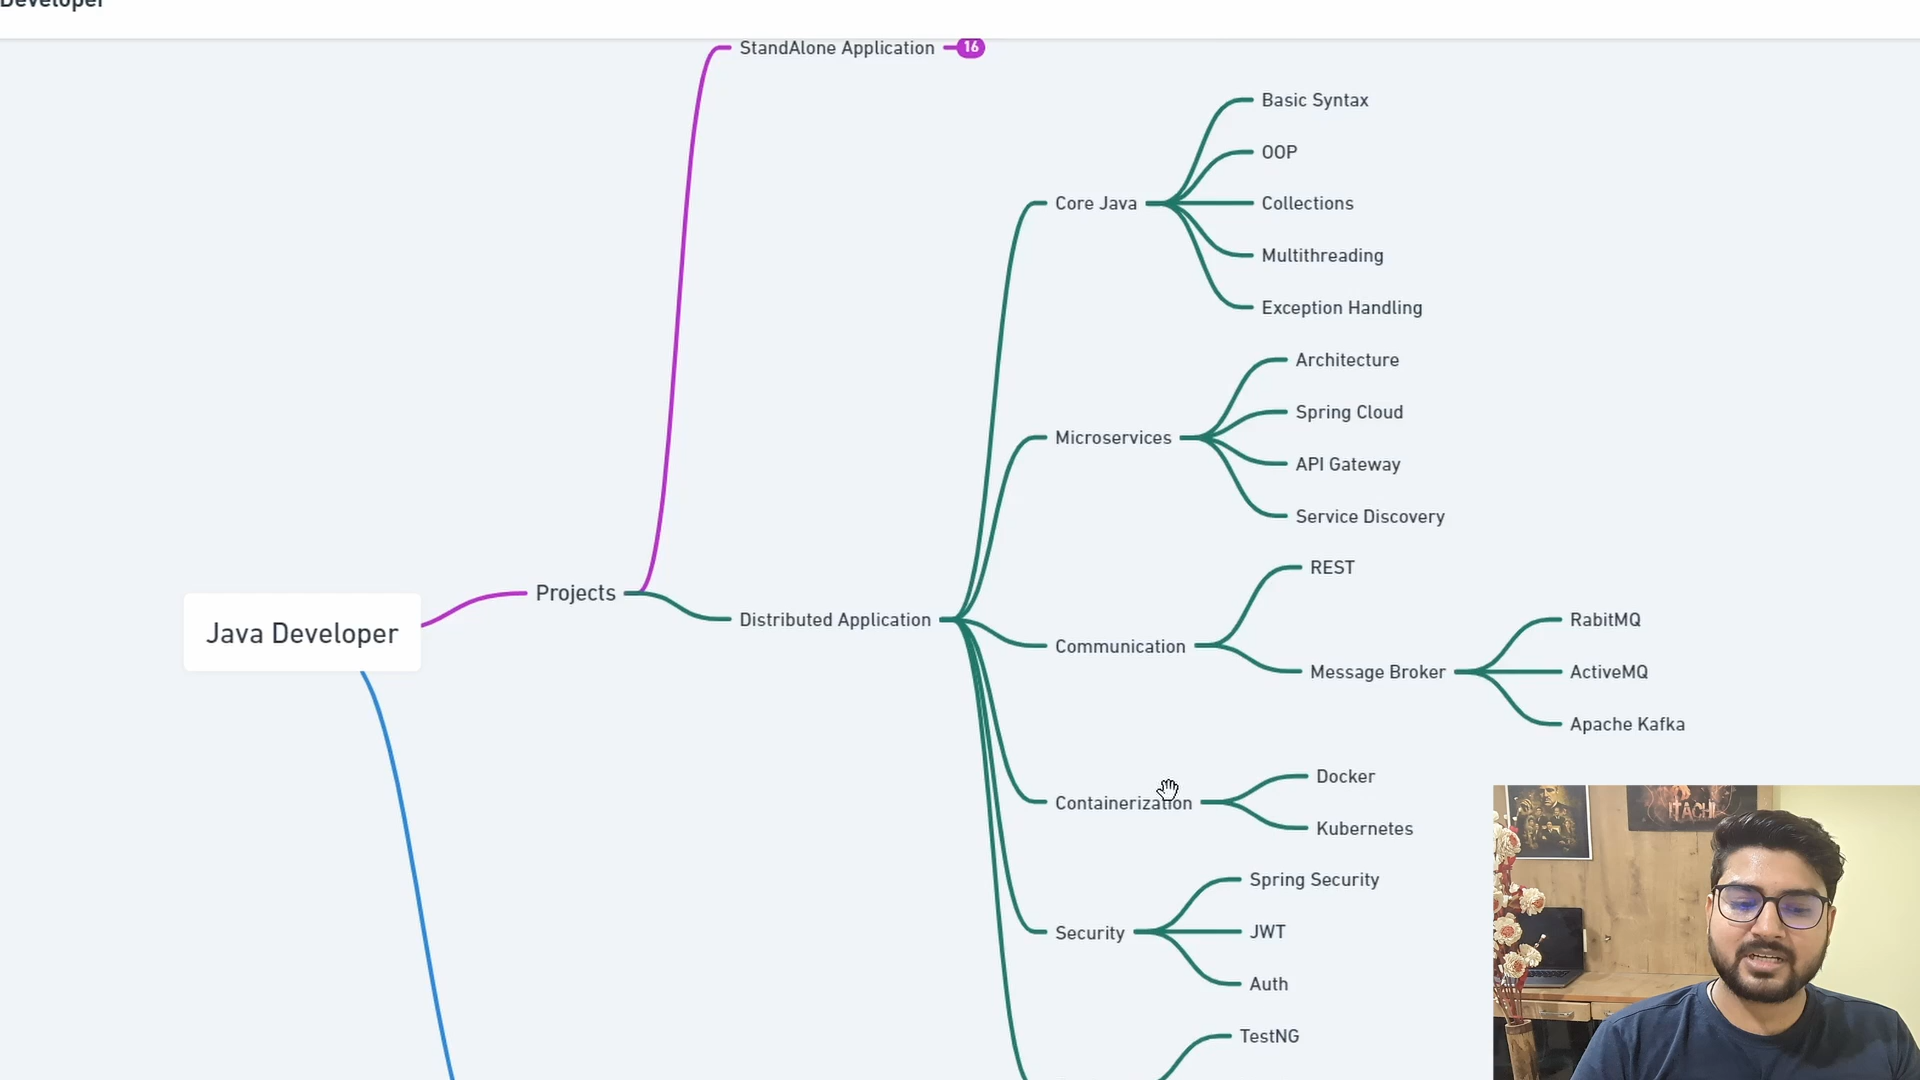 Developer
StandAlone Application
16
Basic Syntax
OOP
Core Java
Collections
Multithreading
Exception Handling
Architecture
Spring Cloud
Microservices
API Gateway
Service Discovery
REST
Java Developer
Projects
Distributed Application
Communication
Message Broker
RabitMQ
ActiveMQ
Apache Kafka
Docker
Containerization
Kubernetes
Spring Security
Security
JWT
Auth
TestNG
ITACHI